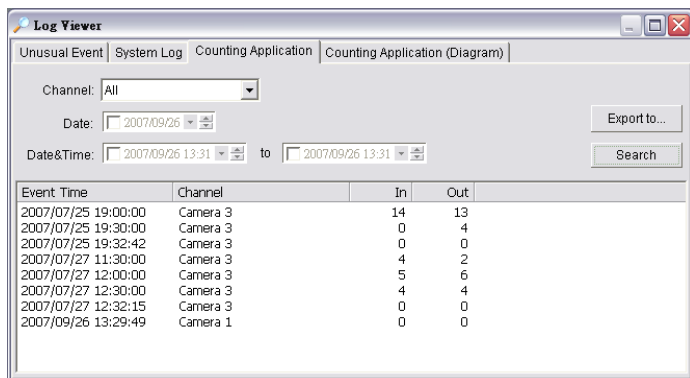 Log Viewer
Unusual Event System Log Counting Application Counting Application (Diagram)
Channel: All
Date: 2007/09/26
Export to...
Date&Time: 2007/09/26 13:31 to 2007/09/26 13:31
Search
Event Time Channel In Out
2007/07/25 19:00:00 Camera 3 14 13
2007/07/25 19:30:00 Camera 3 0 4
2007/07/25 19:32:42 Camera 3 0 0
2007/07/27 11:30:00 Camera 3 4 2
2007/07/27 12:00:00 Camera 3 5 6
2007/07/27 12:30:00 Camera 3 4 4
2007/07/27 12:32:15 Camera 3 0 0
2007/09/26 13:29:49 Camera 1 0 0